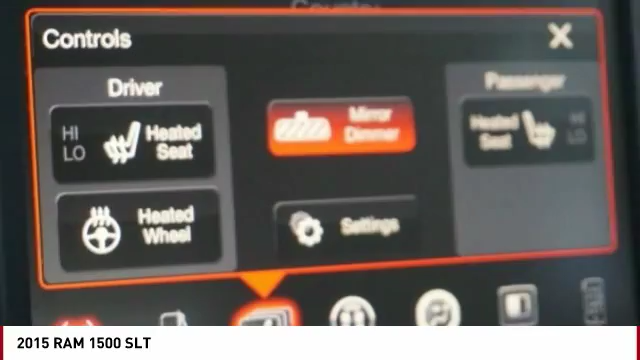 Controls
X
Driver
Passenger
HI
LO
Heated
Seat
Mirror
Dimmer
Heated
Seat
HI
LO
Heated
Wheel
Settings
2015 RAM 1500 SLT